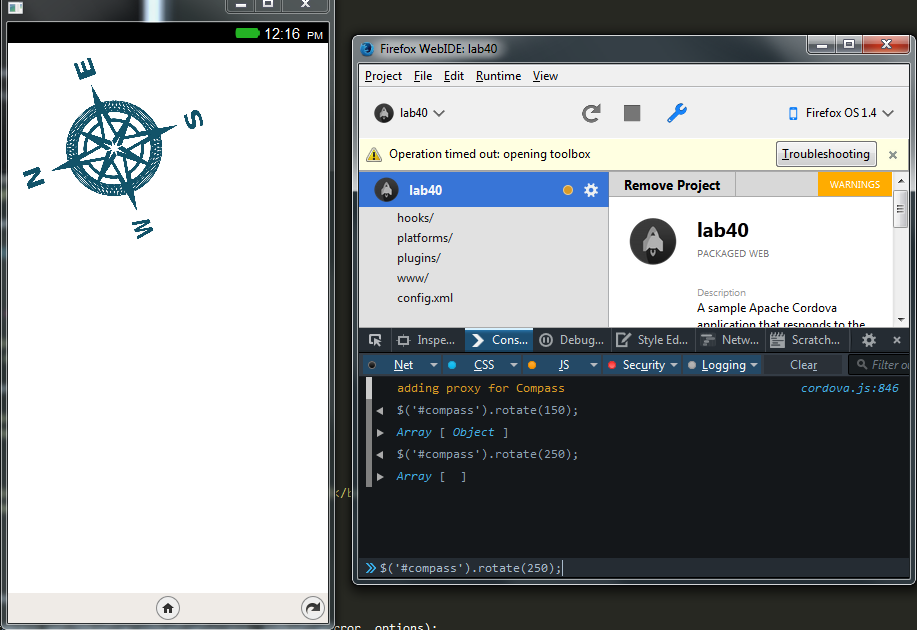 12:16 PM
E
S
N
W
Firefox WebIDE: lab40
Project File Edit Runtime View
lab40
Firefox OS 1.4
Operation timed out: opening toolbox
Troubleshooting
lab40
hooks/
platforms/
plugins/
www/
config.xml
Remove Project
WARNINGS
lab40
PACKAGED WEB
Description
A sample Apache Cordova
application that responds to the
Inspe... Cons... Debug... Style Ed... Netw... Scratch...
Net CSS JS Security Logging Clear Filter ou
adding proxy for Compass cordova.js:846
$('#compass').rotate(150);
Array [ Object ]
$('#compass').rotate(250);
Array [ ]
$('#compass').rotate(250);
</b
rror, options);